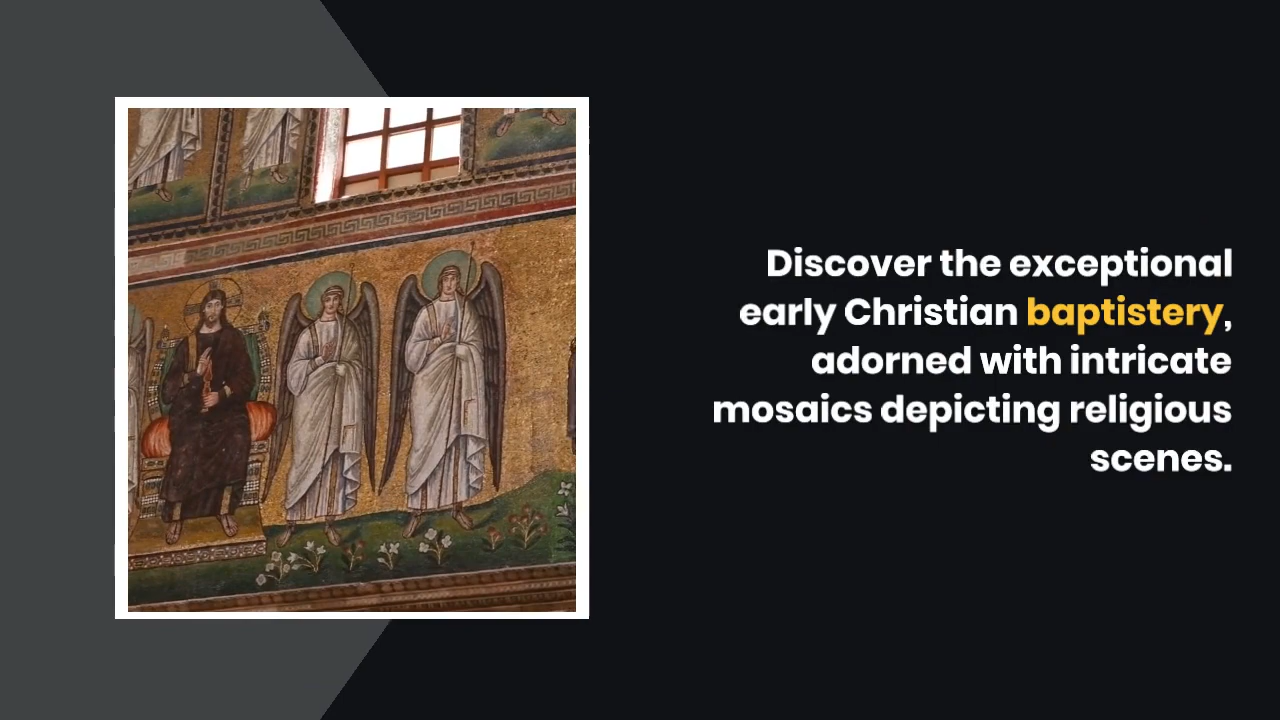 Discover the exceptional
early Christian baptistery,
adorned with intricate
mosaics depicting religious
scenes.